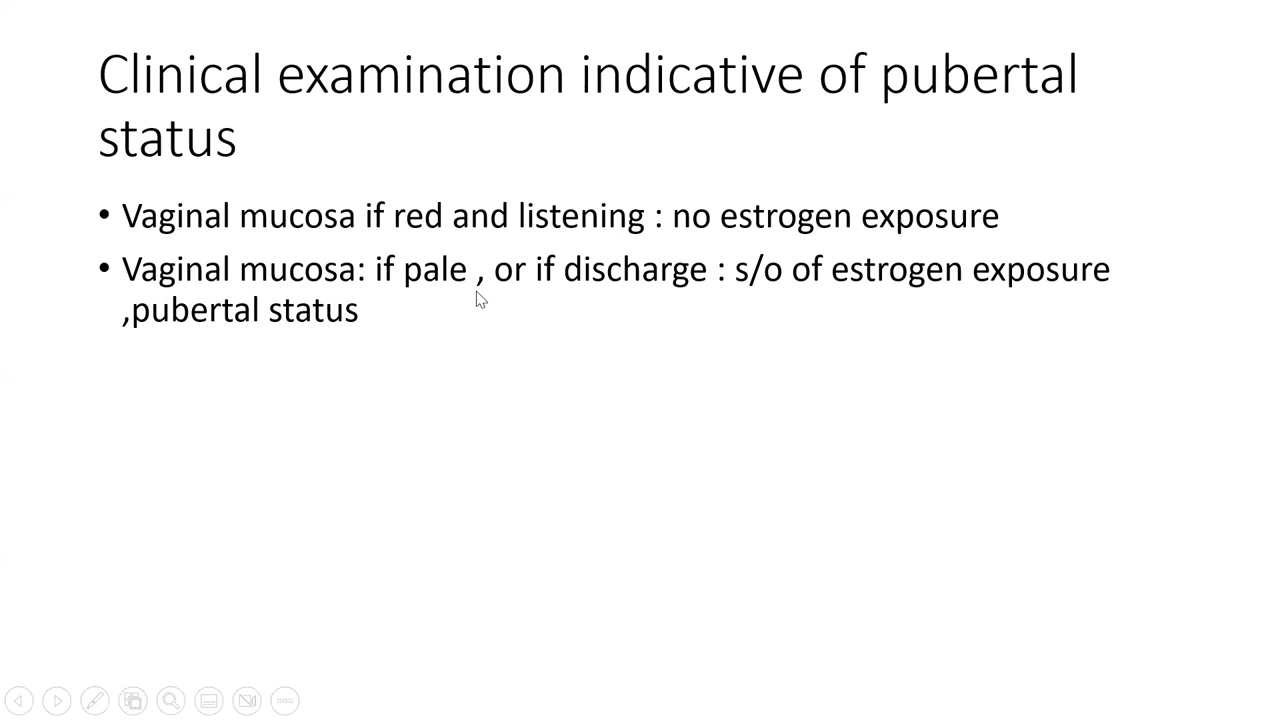 Clinical examination indicative of pubertal
status
• Vaginal mucosa if red and listening : no estrogen exposure
• Vaginal mucosa: if pale , or if discharge : s/o of estrogen exposure
,pubertal status